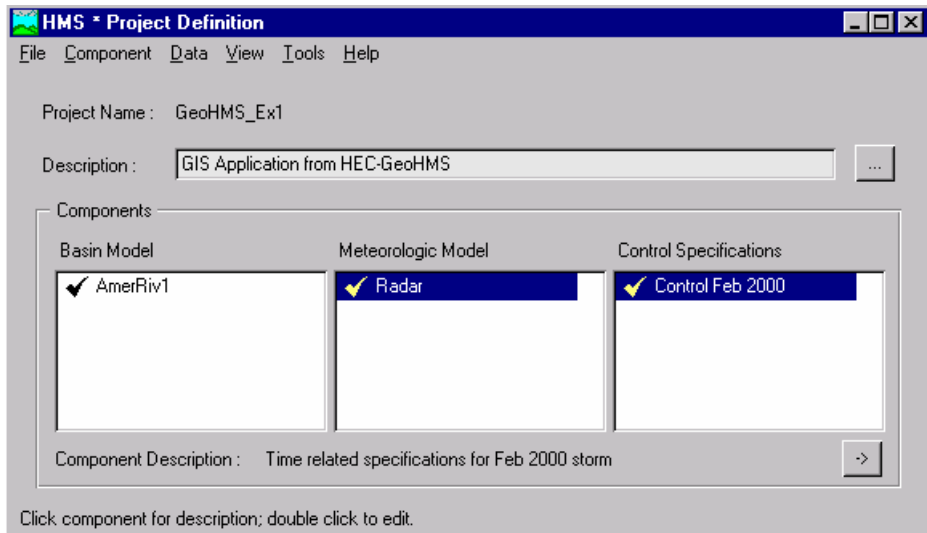 HMS * Project Definition
File Component Data View Tools Help
Project Name : GeoHMS_Ex1
Description : GIS Application from HEC-GeoHMS ...
Components
Basin Model Meteorologic Model Control Specifications
AmerRiv1 Radar Control Feb 2000
Component Description : Time related specifications for Feb 2000 storm ->
Click component for description; double click to edit.